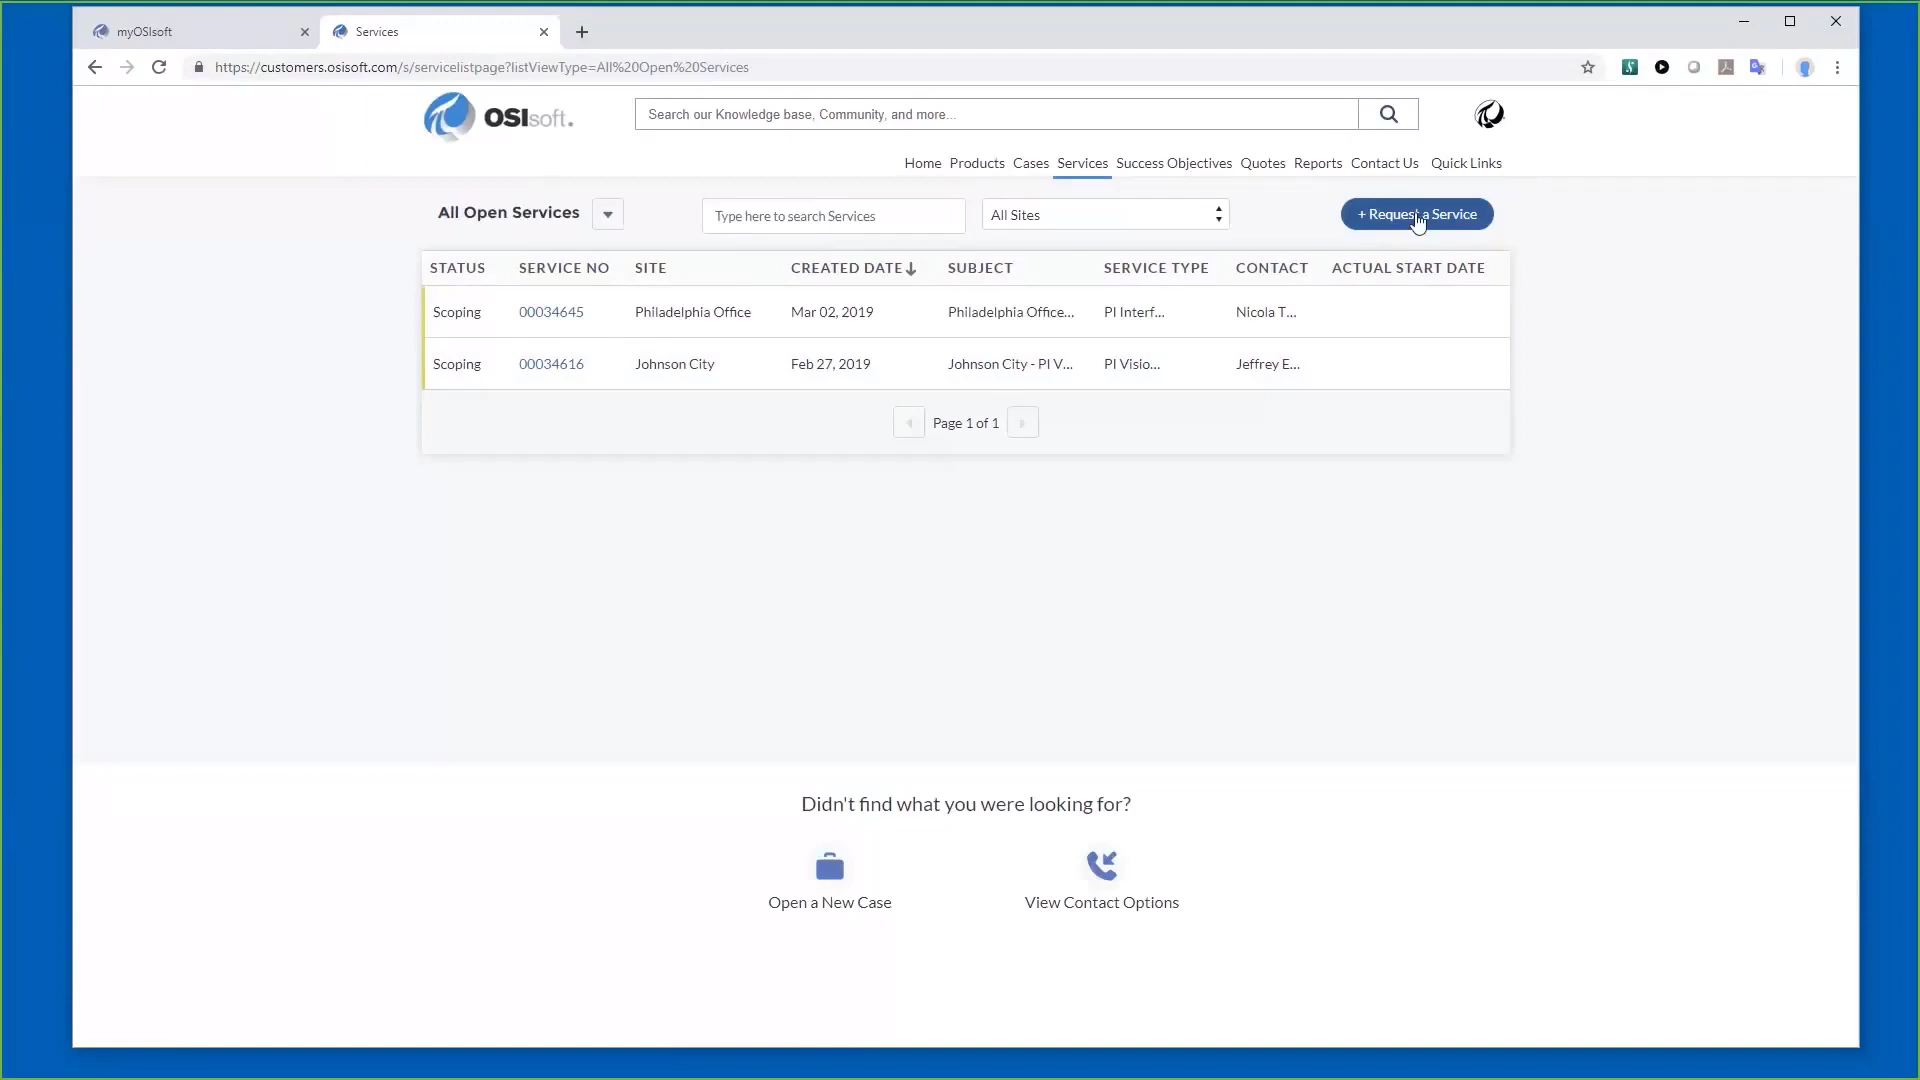 myOSIsoft
Services
https://customers.osisoft.com/s/servicelistpage?listViewType=All%20Open%20Services
OSIsoft.
Search our Knowledge base, Community, and more...
Home Products Cases Services Success Objectives Quotes Reports Contact Us Quick Links
All Open Services
Type here to search Services
All Sites
+ Request a Service
STATUS SERVICE NO SITE CREATED DATE SUBJECT SERVICE TYPE CONTACT ACTUAL START DATE
Scoping 00034645 Philadelphia Office Mar 02, 2019 Philadelphia Office... PI Interf... Nicola T...
Scoping 00034616 Johnson City Feb 27, 2019 Johnson City - PI V... PI Visio... Jeffrey E...
Page 1 of 1
Didn't find what you were looking for?
Open a New Case
View Contact Options